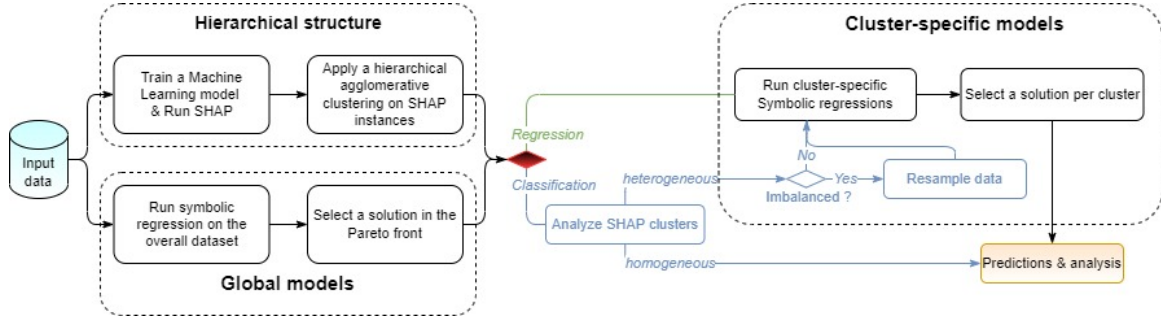 Hierarchical structure
Train a Machine
Learning model
& Run SHAP
Apply a hierarchical
agglomerative
clustering on SHAP
instances
Input
data
Run symbolic
regression on the
overall dataset
Select a solution in the
Pareto front
Global models
Regression
Classification
Analyze SHAP clusters
heterogeneous
homogeneous
Cluster-specific models
Run cluster-specific
Symbolic regressions
Select a solution per cluster
No
Yes
Imbalanced ?
Resample data
Predictions & analysis